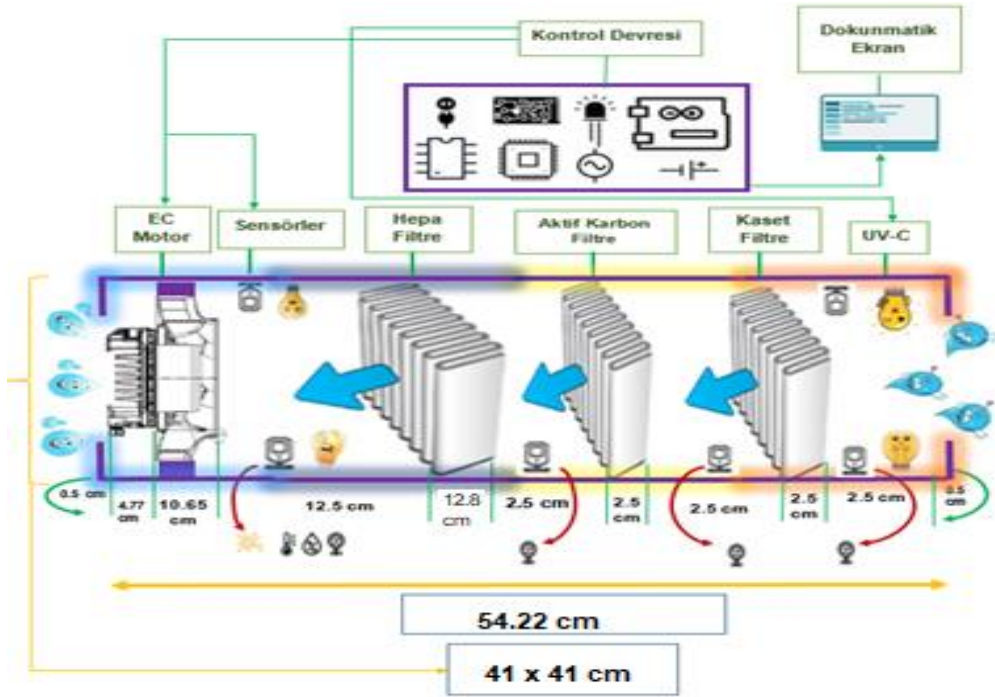 Kontrol Devresi
Dokunmatik
Ekran
EC
Motor
Sensörler
Hepa
Filtre
Aktif Karbon
Filtre
Kaset
Filtre
UV-C
0.5 cm
4.77
cm
10.65
cm
12.5 cm
12.8
cm
2.5 cm
2.5
cm
2.5 cm
2.5
cm
2.5 cm
0.5
cm
54.22 cm
41 x 41 cm